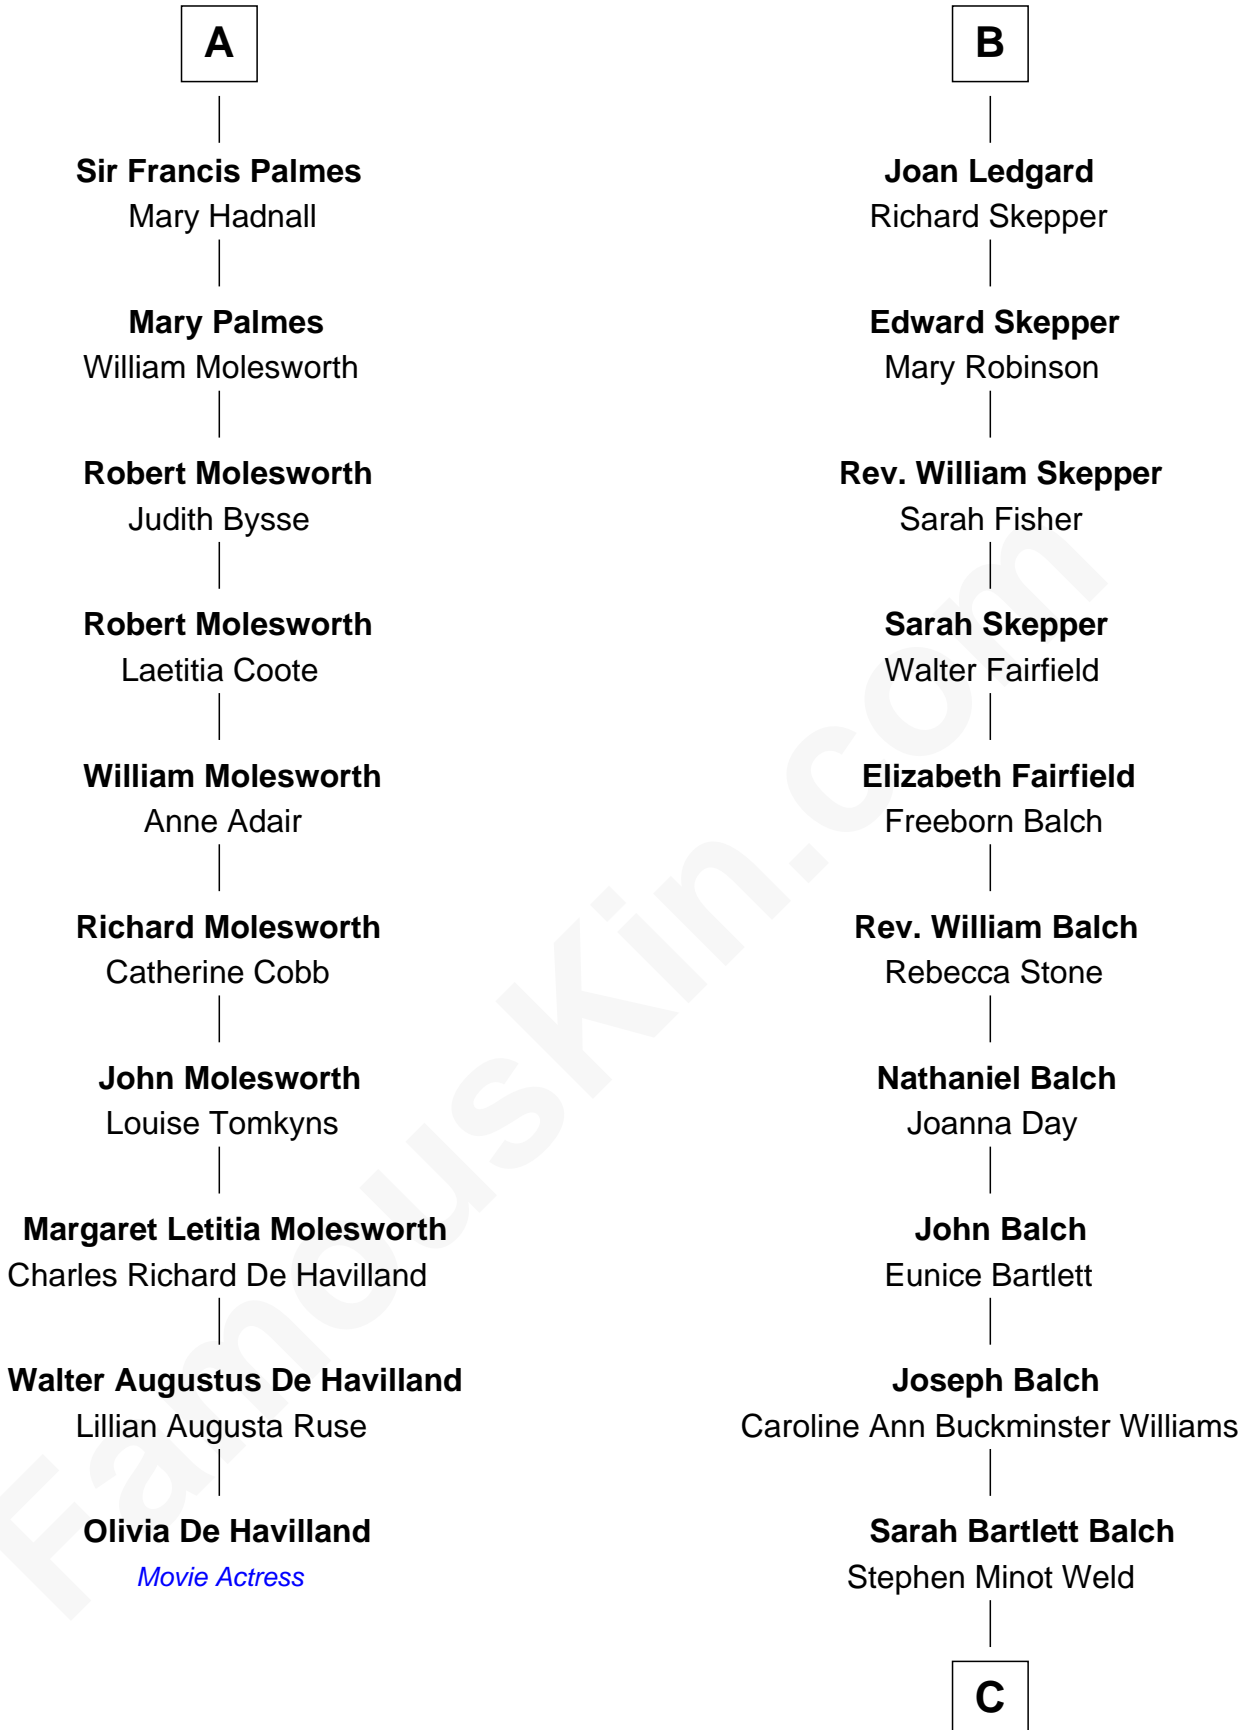 A
Sir Francis Palmes
Mary Hadnall
Mary Palmes
William Molesworth
Robert Molesworth
Judith Bysse
Robert Molesworth
Laetitia Coote
William Molesworth
Anne Adair
Richard Molesworth
Catherine Cobb
John Molesworth
Louise Tomkyns
Margaret Letitia Molesworth
Charles Richard De Havilland
Walter Augustus De Havilland
Lillian Augusta Ruse
Olivia De Havilland
Movie Actress
B
Joan Ledgard
Richard Skepper
Edward Skepper
Mary Robinson
Rev. William Skepper
Sarah Fisher
Sarah Skepper
Walter Fairfield
Elizabeth Fairfield
Freeborn Balch
Rev. William Balch
Rebecca Stone
Nathaniel Balch
Joanna Day
John Balch
Eunice Bartlett
Joseph Balch
Caroline Ann Buckminster Williams
Sarah Bartlett Balch
Stephen Minot Weld
C
FamousKin.com